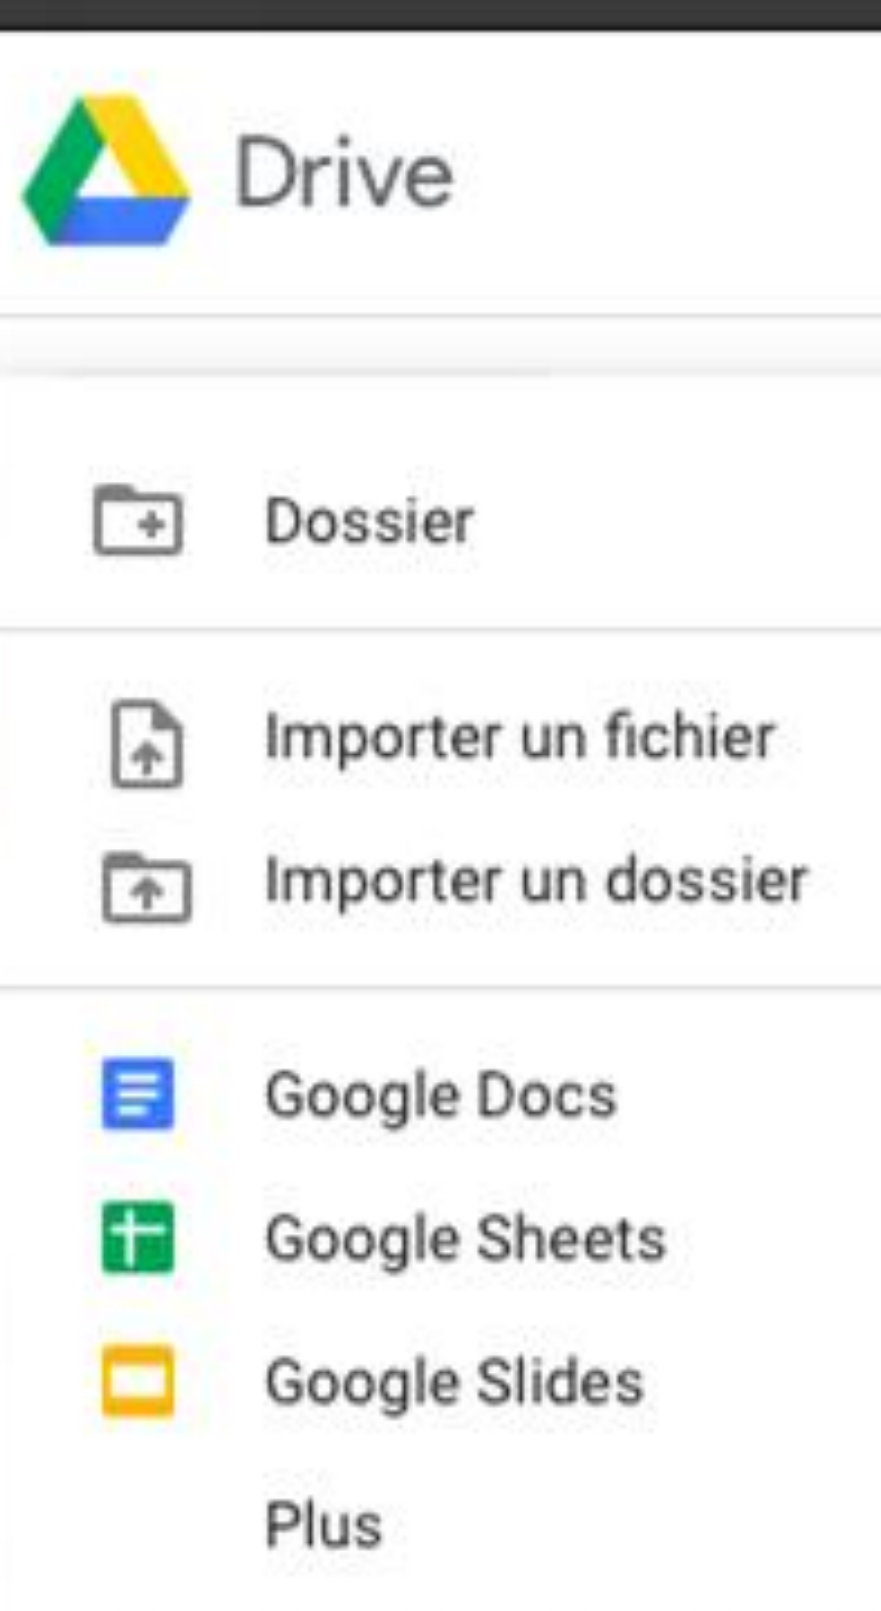 Drive
Dossier
Importer un fichier
Importer un dossier
Google Docs
Google Sheets
Google Slides
Plus